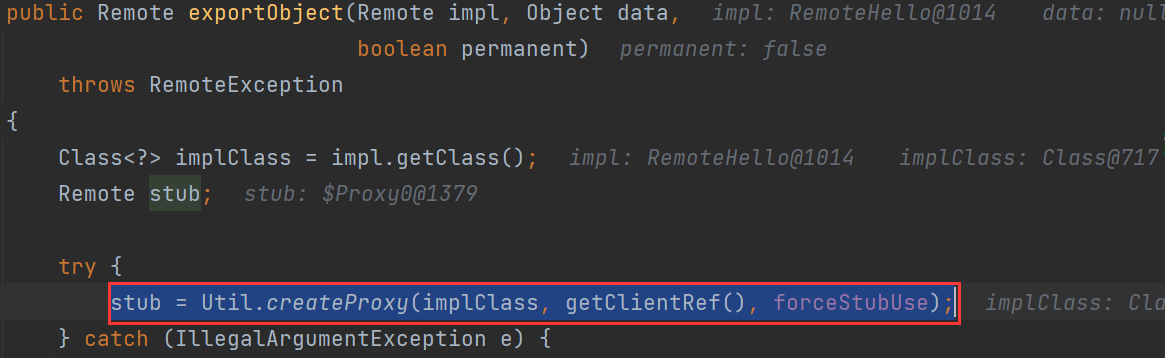 public Remote exportObject(Remote impl, Object data, impl: RemoteHello@1014 data: null
boolean permanent) permanent: false
throws RemoteException
{
Class<?> implClass = impl.getClass(); impl: RemoteHello@1014 implClass: Class@717
Remote stub; stub: $Proxy0@1379
try {
stub = Util.createProxy(implClass, getClientRef(), forceStubUse); implClass: Cla
} catch (IllegalArgumentException e) {